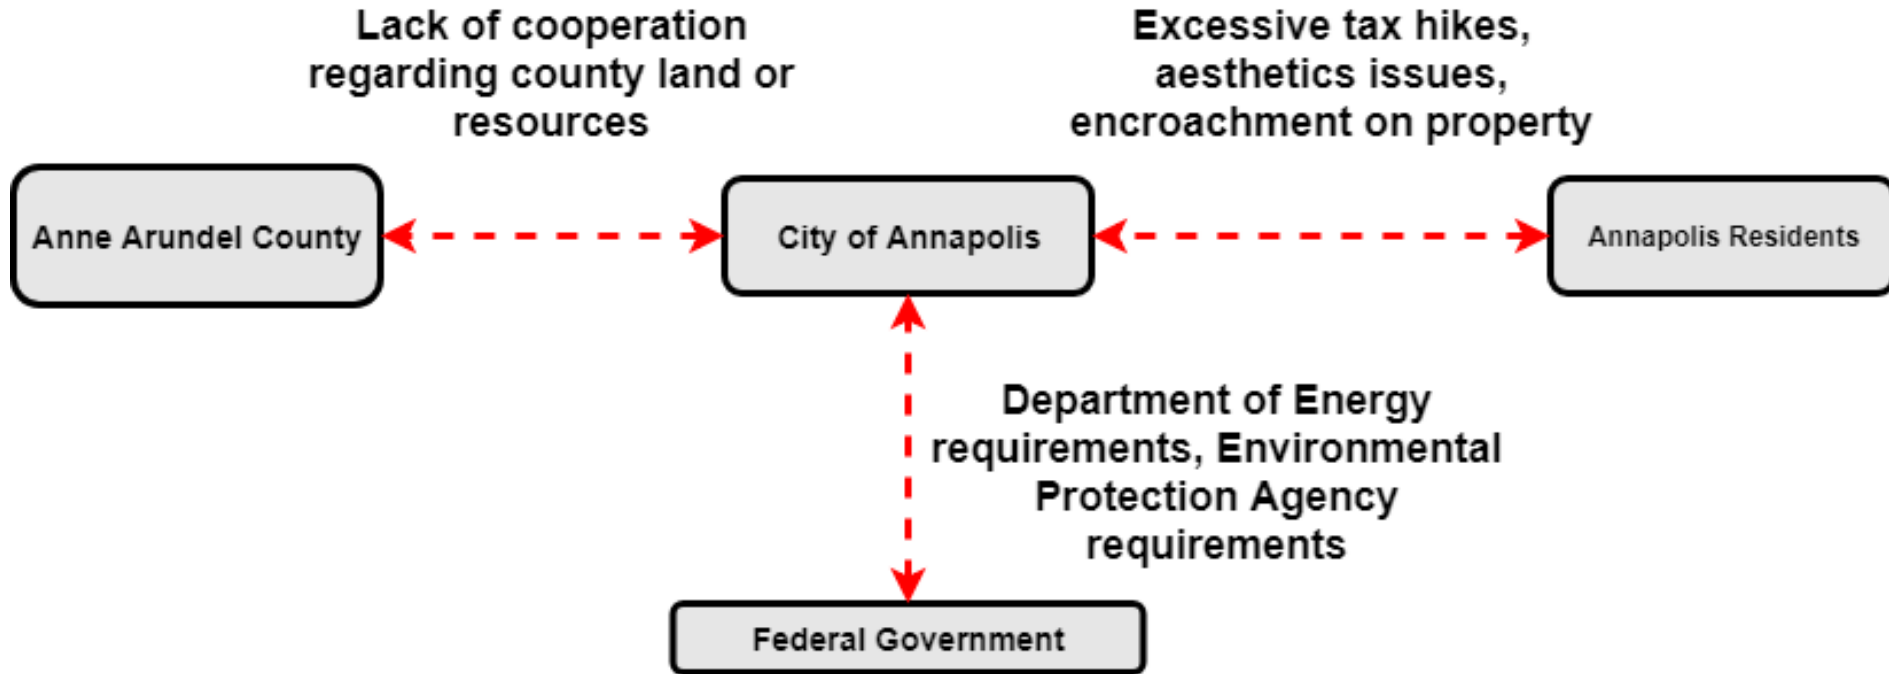 Lack of cooperation
regarding county land or
resources
Excessive tax hikes,
aesthetics issues,
encroachment on property
Anne Arundel County
City of Annapolis
Annapolis Residents
Department of Energy
requirements, Environmental
Protection Agency
requirements
Federal Government